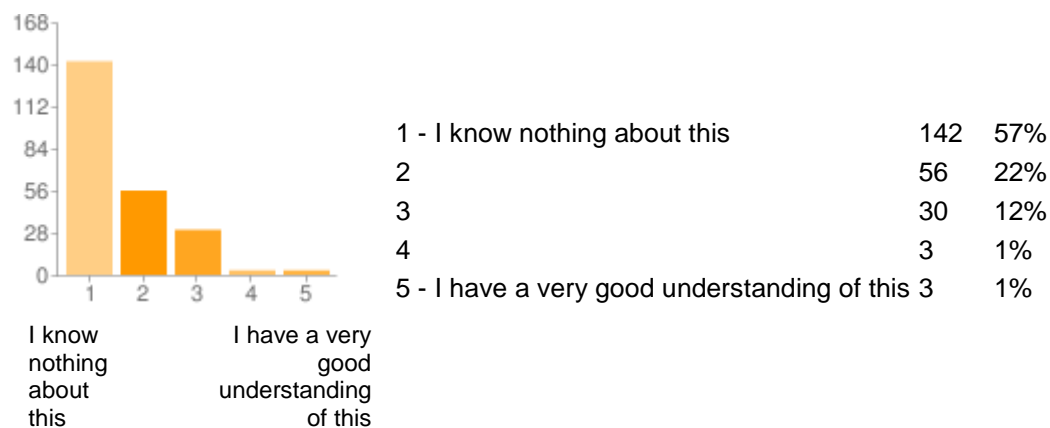 168
140
112
84
56
28
0
1 2 3 4 5
I know
nothing
about
this
I have a very
good
understanding
of this
1 - I know nothing about this 142 57%
2 56 22%
3 30 12%
4 3 1%
5 - I have a very good understanding of this 3 1%